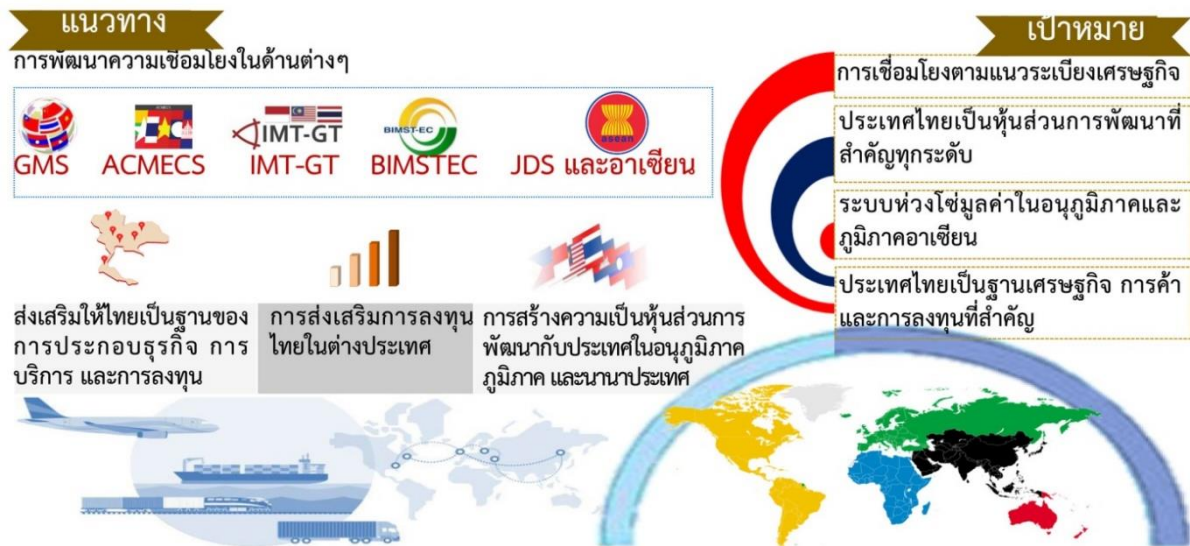 แนวทาง
การพัฒนาความเชื่อมโยงในด้านต่างๆ
IMT-GT
BIMST-EC
asean
GMS
ACMECS
IMT-GT
BIMSTEC
JDS และอาเซียน
ส่งเสริมให้ไทยเป็นฐานของ
การประกอบธุรกิจ การ
บริการ และการลงทุน
การส่งเสริมการลงทุน
ไทยในต่างประเทศ
การสร้างความเป็นหุ้นส่วนการ
พัฒนากับประเทศในอนุภูมิภาค
ภูมิภาค และนานาประเทศ
เป้าหมาย
การเชื่อมโยงตามแนวระเบียงเศรษฐกิจ
ประเทศไทยเป็นหุ้นส่วนการพัฒนาที่
สำคัญทุกระดับ
ระบบห่วงโซ่มูลค่าในอนุภูมิภาคและ
ภูมิภาคอาเซียน
ประเทศไทยเป็นฐานเศรษฐกิจ การค้า
และการลงทุนที่สำคัญ